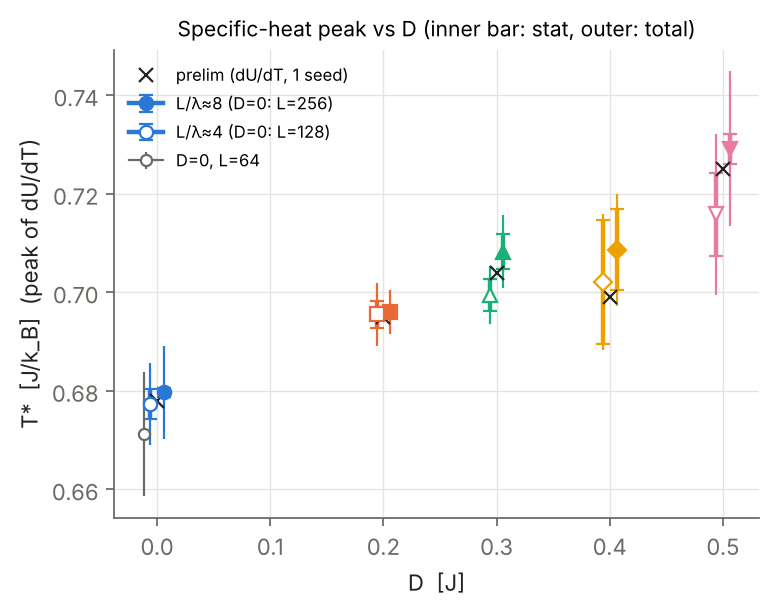 Specific-heat peak vs D (inner bar: stat, outer: total)
prelim (dU/dT, 1 seed)
L/λ≈8 (D=0: L=256)
L/λ≈4 (D=0: L=128)
D=0, L=64
T* [J/k_B] (peak of dU/dT)
0.74
0.72
0.70
0.68
0.66
0.0 0.1 0.2 0.3 0.4 0.5
D [J]